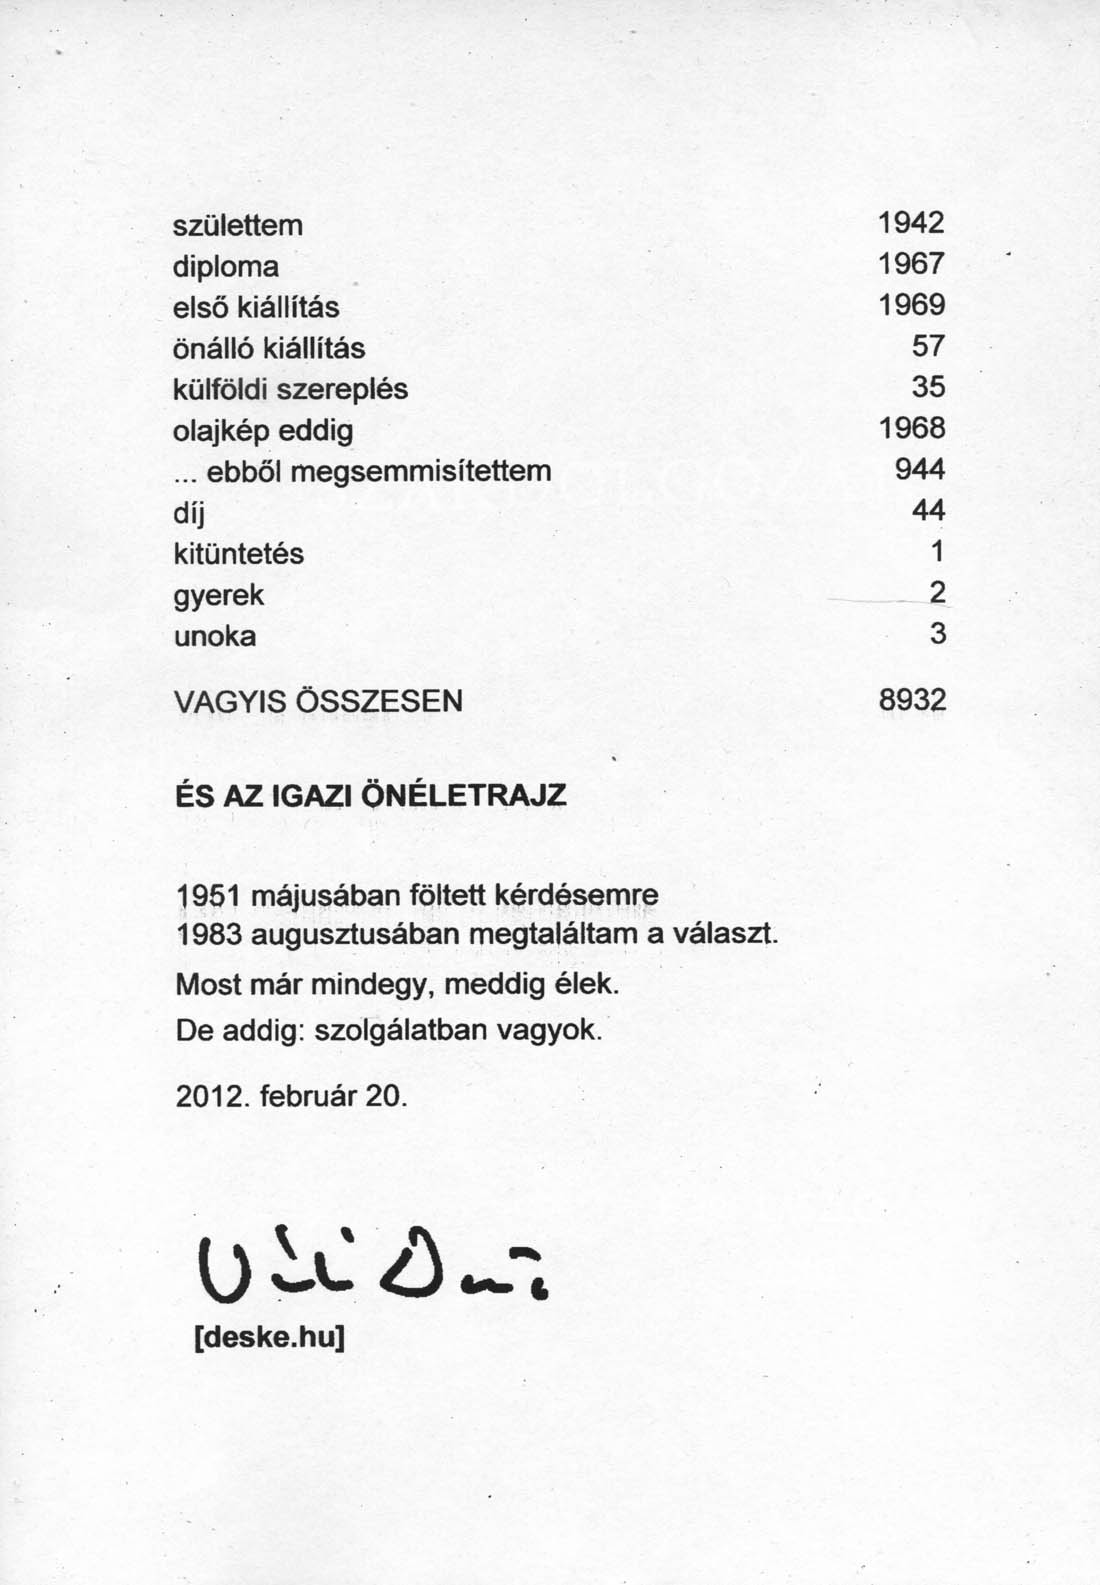 születtem 1942
diploma 1967
első kiállítás 1969
önálló kiállítás 57
külföldi szereplés 35
olajkép eddig 1968
... ebből megsemmisítettem 944
díj 44
kitüntetés 1
gyerek 2
unoka 3
VAGYIS ÖSSZESEN 8932
ÉS AZ IGAZI ÖNÉLETRAJZ
1951 májusában föltett kérdésemre
1983 augusztusában megtaláltam a választ.
Most már mindegy, meddig élek.
De addig: szolgálatban vagyok.
2012. február 20.
[deske.hu]